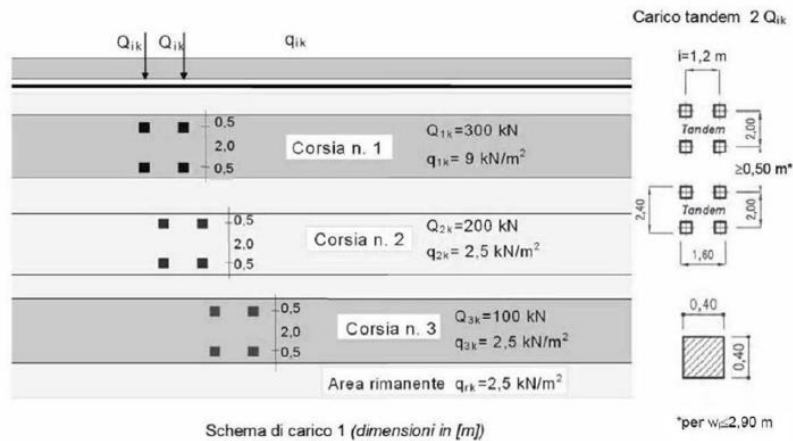 Carico tandem 2 Qik
Qik Qik qik
i=1,2 m
0,5
2,0
0,5
Corsia n. 1
Q1k=300 kN
q1k= 9 kN/m²
Tandem
2,00
≥0,50 m*
0,5
2,0
0,5
Corsia n. 2
Q2k=200 kN
q2k= 2,5 kN/m²
2,40
Tandem
2,00
1,60
0,5
2,0
0,5
Corsia n. 3
Q3k=100 kN
q3k= 2,5 kN/m²
0,40
0,40
Area rimanente qrk=2,5 kN/m²
Schema di carico 1 (dimensioni in [m])
*per wl≤2,90 m